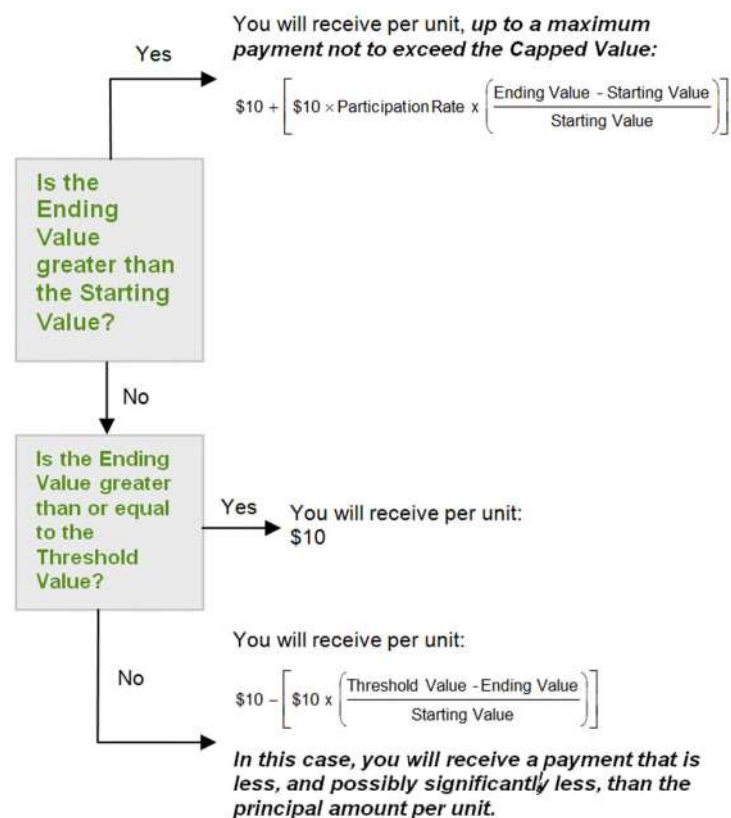 You will receive per unit, up to a maximum
payment not to exceed the Capped Value:
Yes
$10 + [ $10 × Participation Rate x ( Ending Value - Starting Value / Starting Value ) ]
Is the
Ending
Value
greater than
the Starting
Value?
No
Is the Ending
Value greater
than or equal
to the
Threshold
Value?
Yes
You will receive per unit:
$10
You will receive per unit:
No
$10 − [ $10 x ( Threshold Value - Ending Value / Starting Value ) ]
In this case, you will receive a payment that is
less, and possibly significantly less, than the
principal amount per unit.